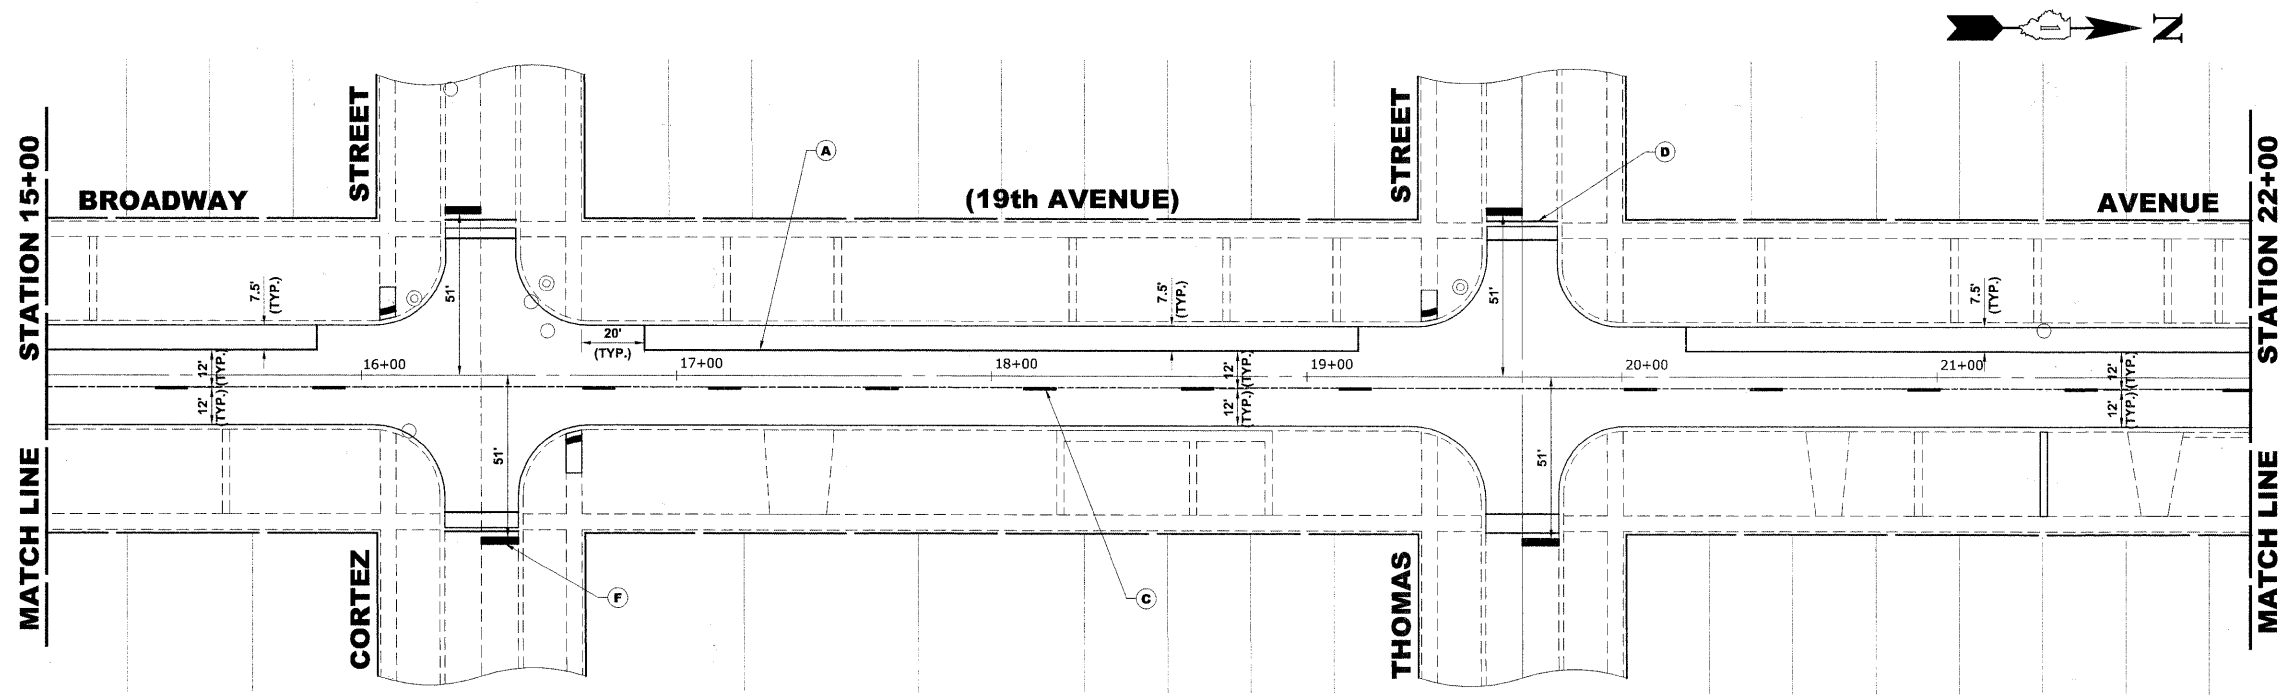 N
STATION 15+00
MATCH LINE
BROADWAY
STREET
(19th AVENUE)
STREET
AVENUE
STATION 22+00
MATCH LINE
A
D
7.5'
(TYP.)
51'
20'
(TYP.)
7.5'
(TYP.)
51'
7.5'
(TYP.)
12'
(TYP.)
16+00
17+00
18+00
12'
(TYP.)
19+00
20+00
21+00
12'
(TYP.)
12'
(TYP.)
12'
(TYP.)
12'
(TYP.)
51'
51'
CORTEZ
F
C
THOMAS